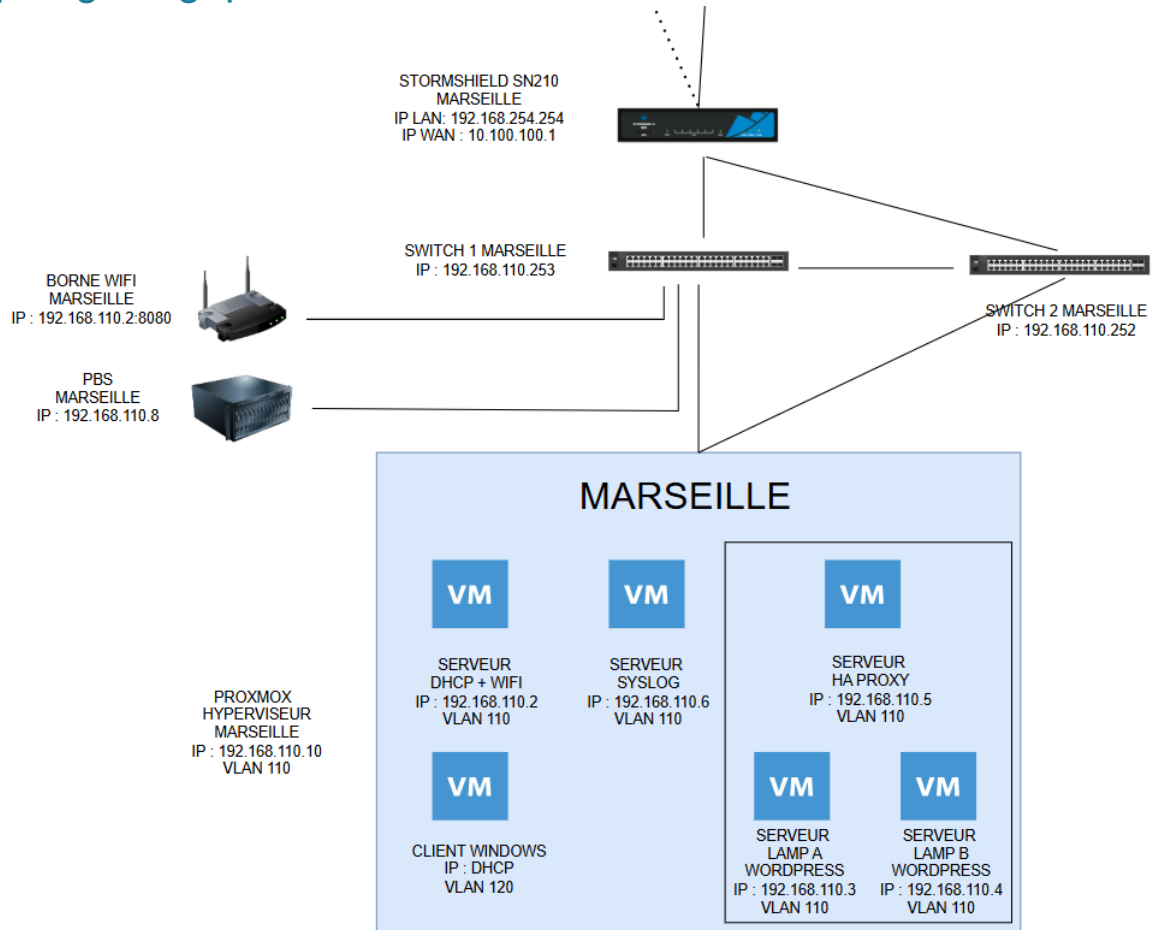 STORMSHIELD SN210
MARSEILLE
IP LAN: 192.168.254.254
IP WAN : 10.100.100.1
SWITCH 1 MARSEILLE
IP : 192.168.110.253
BORNE WIFI
MARSEILLE
IP : 192.168.110.2:8080
SWITCH 2 MARSEILLE
IP : 192.168.110.252
PBS
MARSEILLE
IP : 192.168.110.8
MARSEILLE
VM
SERVEUR
DHCP + WIFI
IP : 192.168.110.2
VLAN 110
VM
SERVEUR
SYSLOG
IP : 192.168.110.6
VLAN 110
VM
SERVEUR
HA PROXY
IP : 192.168.110.5
VLAN 110
PROXMOX
HYPERVISEUR
MARSEILLE
IP : 192.168.110.10
VLAN 110
VM
CLIENT WINDOWS
IP : DHCP
VLAN 120
VM
SERVEUR
LAMP A
WORDPRESS
IP : 192.168.110.3
VLAN 110
VM
SERVEUR
LAMP B
WORDPRESS
IP : 192.168.110.4
VLAN 110